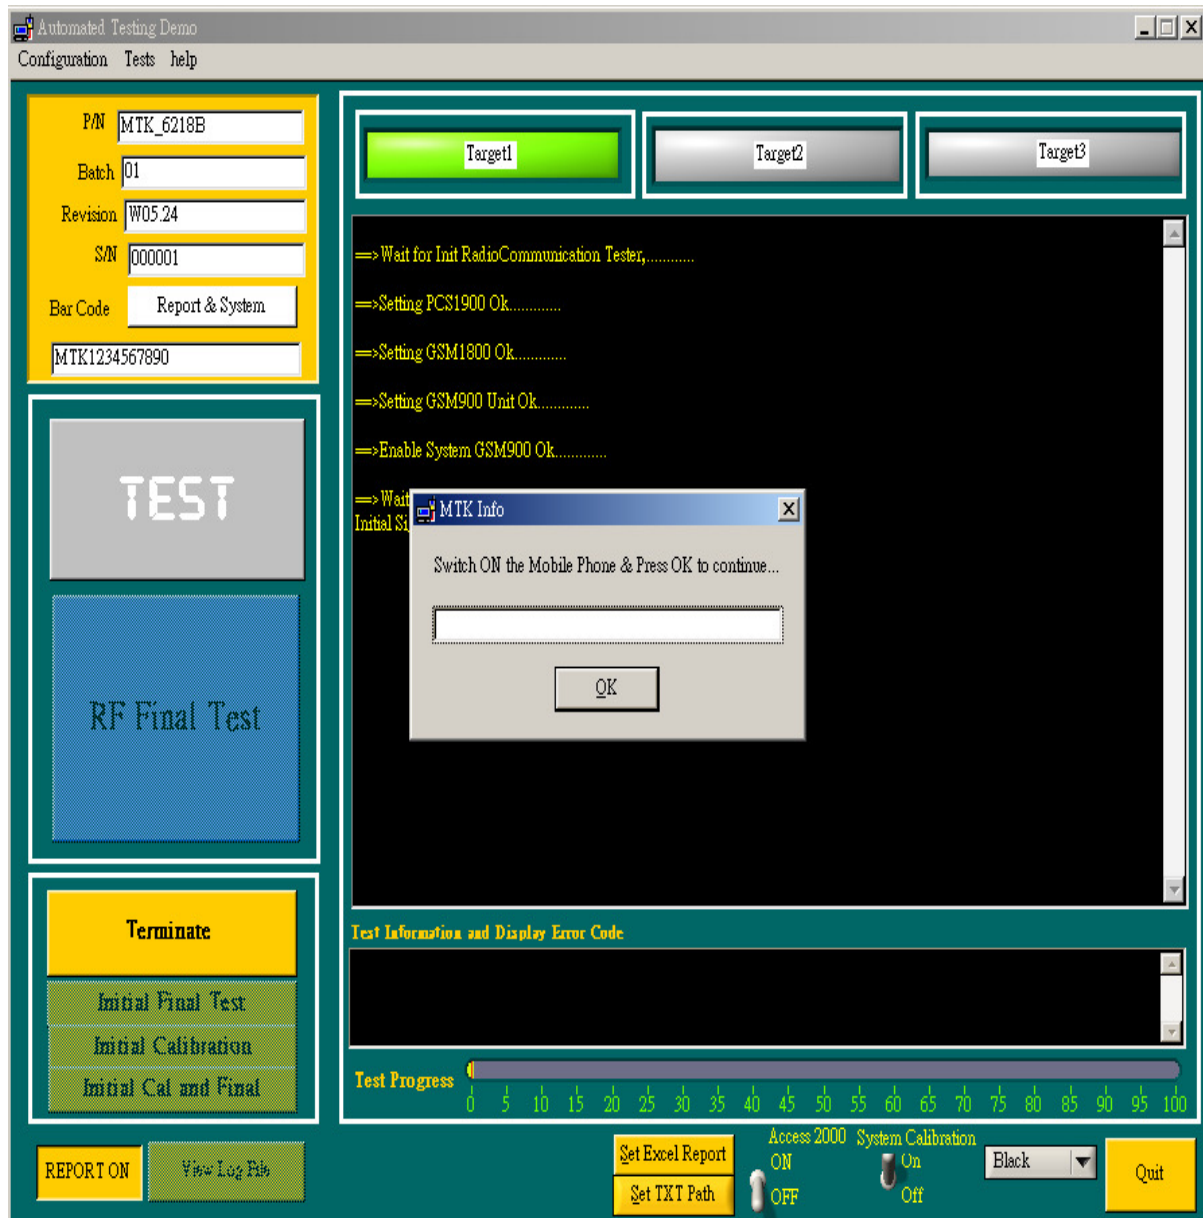 Automated Testing Demo
Configuration Tests help
P/N MTK_6218B
Batch 01
Revision W05.24
S/N 000001
Bar Code Report & System
MTK1234567890
TEST
RF Final Test
Terminate
Initial Final Test
Initial Calibration
Initial Cal and Final
REPORT ON
View Log File
Target1
Target2
Target3
==>Wait for Init RadioCommunication Tester,............
==>Setting PCS1900 Ok.............
==>Setting GSM1800 Ok.............
==>Setting GSM900 Unit Ok.............
==>Enable System GSM900 Ok.............
==>Wait
Initial Si
MTK Info
Switch ON the Mobile Phone & Press OK to continue...
OK
Test Information and Display Error Code
Test Progress
0 5 10 15 20 25 30 35 40 45 50 55 60 65 70 75 80 85 90 95 100
Set Excel Report
Set TXT Path
Access 2000
ON
OFF
System Calibration
On
Off
Black
Quit